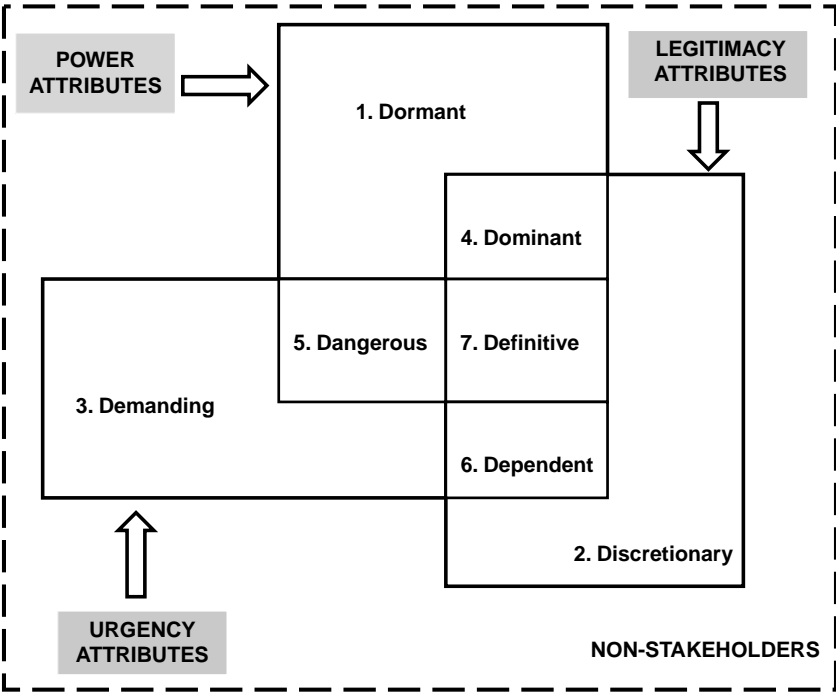 POWER
ATTRIBUTES
LEGITIMACY
ATTRIBUTES
1. Dormant
4. Dominant
5. Dangerous
7. Definitive
3. Demanding
6. Dependent
2. Discretionary
URGENCY
ATTRIBUTES
NON-STAKEHOLDERS